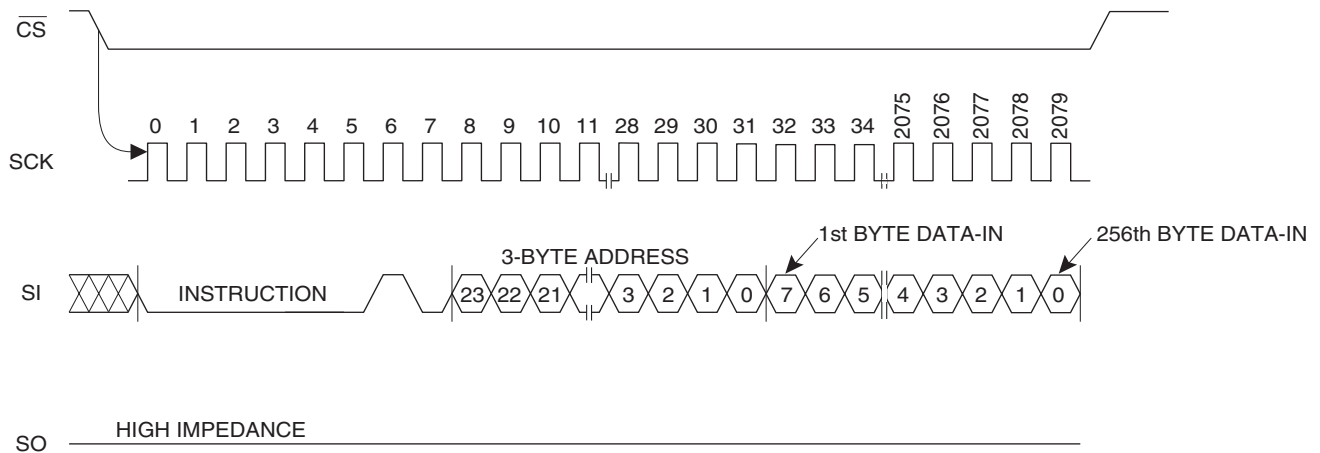 CS
0 1 2 3 4 5 6 7 8 9 10 11 28 29 30 31 32 33 34 2075 2076 2077 2078 2079
SCK
1st BYTE DATA-IN
256th BYTE DATA-IN
3-BYTE ADDRESS
SI
INSTRUCTION
23 22 21 3 2 1 0 7 6 5 4 3 2 1 0
HIGH IMPEDANCE
SO